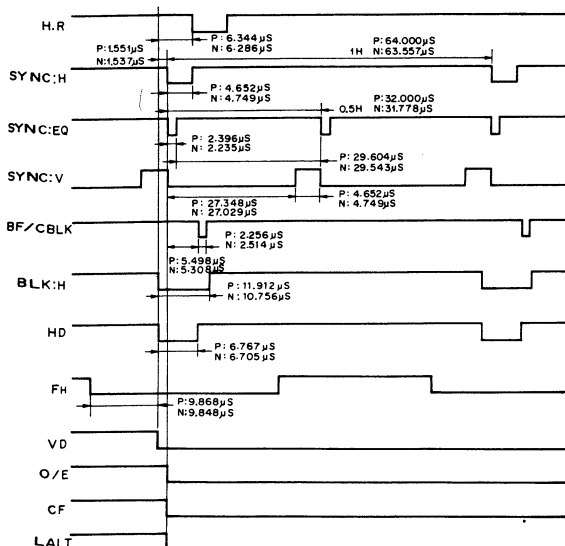 H.R
P: 6.344μS
N: 6.286μS
P:1.551μS
N:1.537μS
1H
P: 64.000μS
N: 63.557μS
SYNC:H
P: 4.652μS
N: 4.749μS
0.5H
P: 32.000μS
N: 31.778μS
SYNC:EQ
P: 2.396μS
N: 2.235μS
P: 29.604μS
N: 29.543μS
SYNC:V
P: 27.348μS
N: 27.029μS
P: 4.652μS
N: 4.749μS
BF/CBLK
P: 2.256μS
N: 2.514μS
P: 5.498μS
N: 5.308μS
BLK:H
P: 11.912μS
N: 10.756μS
HD
P: 6.767μS
N: 6.705μS
FH
P: 9.868μS
N: 9.848μS
VD
O/E
CF
LALT